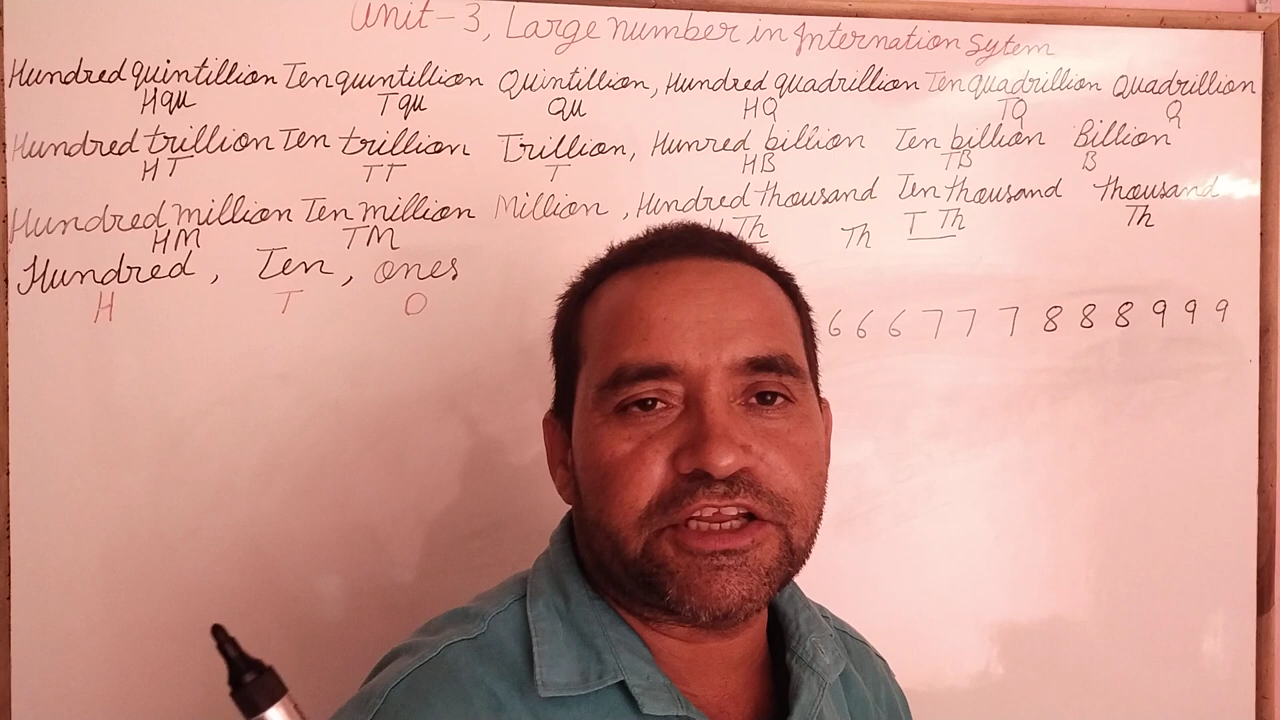 Unit-3, Large number in Internation Sytem
Hundred quintillion Ten quintillion Quintillion, Hundred quadrillion Ten quadrillion Quadrillion
Hqu Tqu Qu HQ TQ Q
Hundred trillion Ten trillion Trillion, Hunred billion Ten billion Billion
HT TT T HB TB B
Hundred million Ten million Million, Hundred thousand Ten thousand thousand
HM TM H Th Th T Th Th
Hundred, Ten, ones
H T O
6 6 6 7 7 7 8 8 8 9 9 9